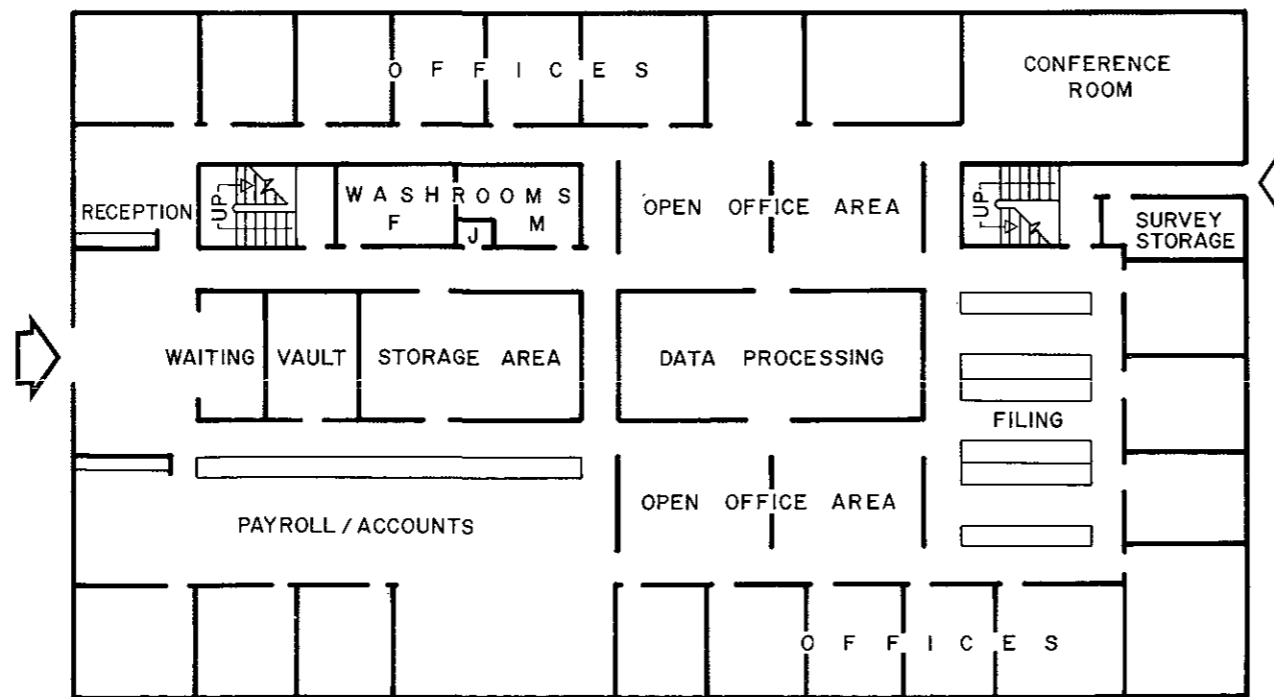 OFFICES
CONFERENCE
ROOM
UP
WASHROOMS
F
M
J
RECEPTION
OPEN OFFICE AREA
UP
SURVEY
STORAGE
WAITING
VAULT
STORAGE AREA
DATA PROCESSING
FILING
OPEN OFFICE AREA
PAYROLL / ACCOUNTS
OFFICES